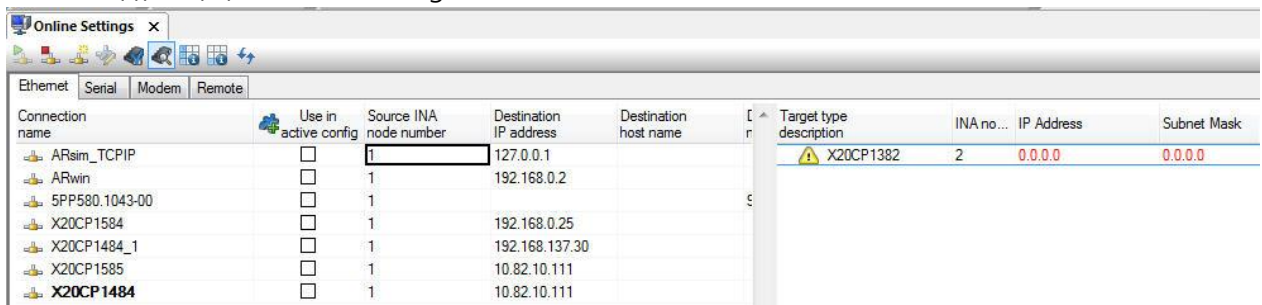 Online Settings X
Ethernet Serial Modem Remote
Connection name Use in active config Source INA node number Destination IP address Destination host name
Target type description INA no... IP Address Subnet Mask
ARsim_TCPIP 1 127.0.0.1
X20CP1382 2 0.0.0.0 0.0.0.0
ARwin 1 192.168.0.2
5PP580.1043-00 1
X20CP1584 1 192.168.0.25
X20CP1484_1 1 192.168.137.30
X20CP1585 1 10.82.10.111
X20CP1484 1 10.82.10.111